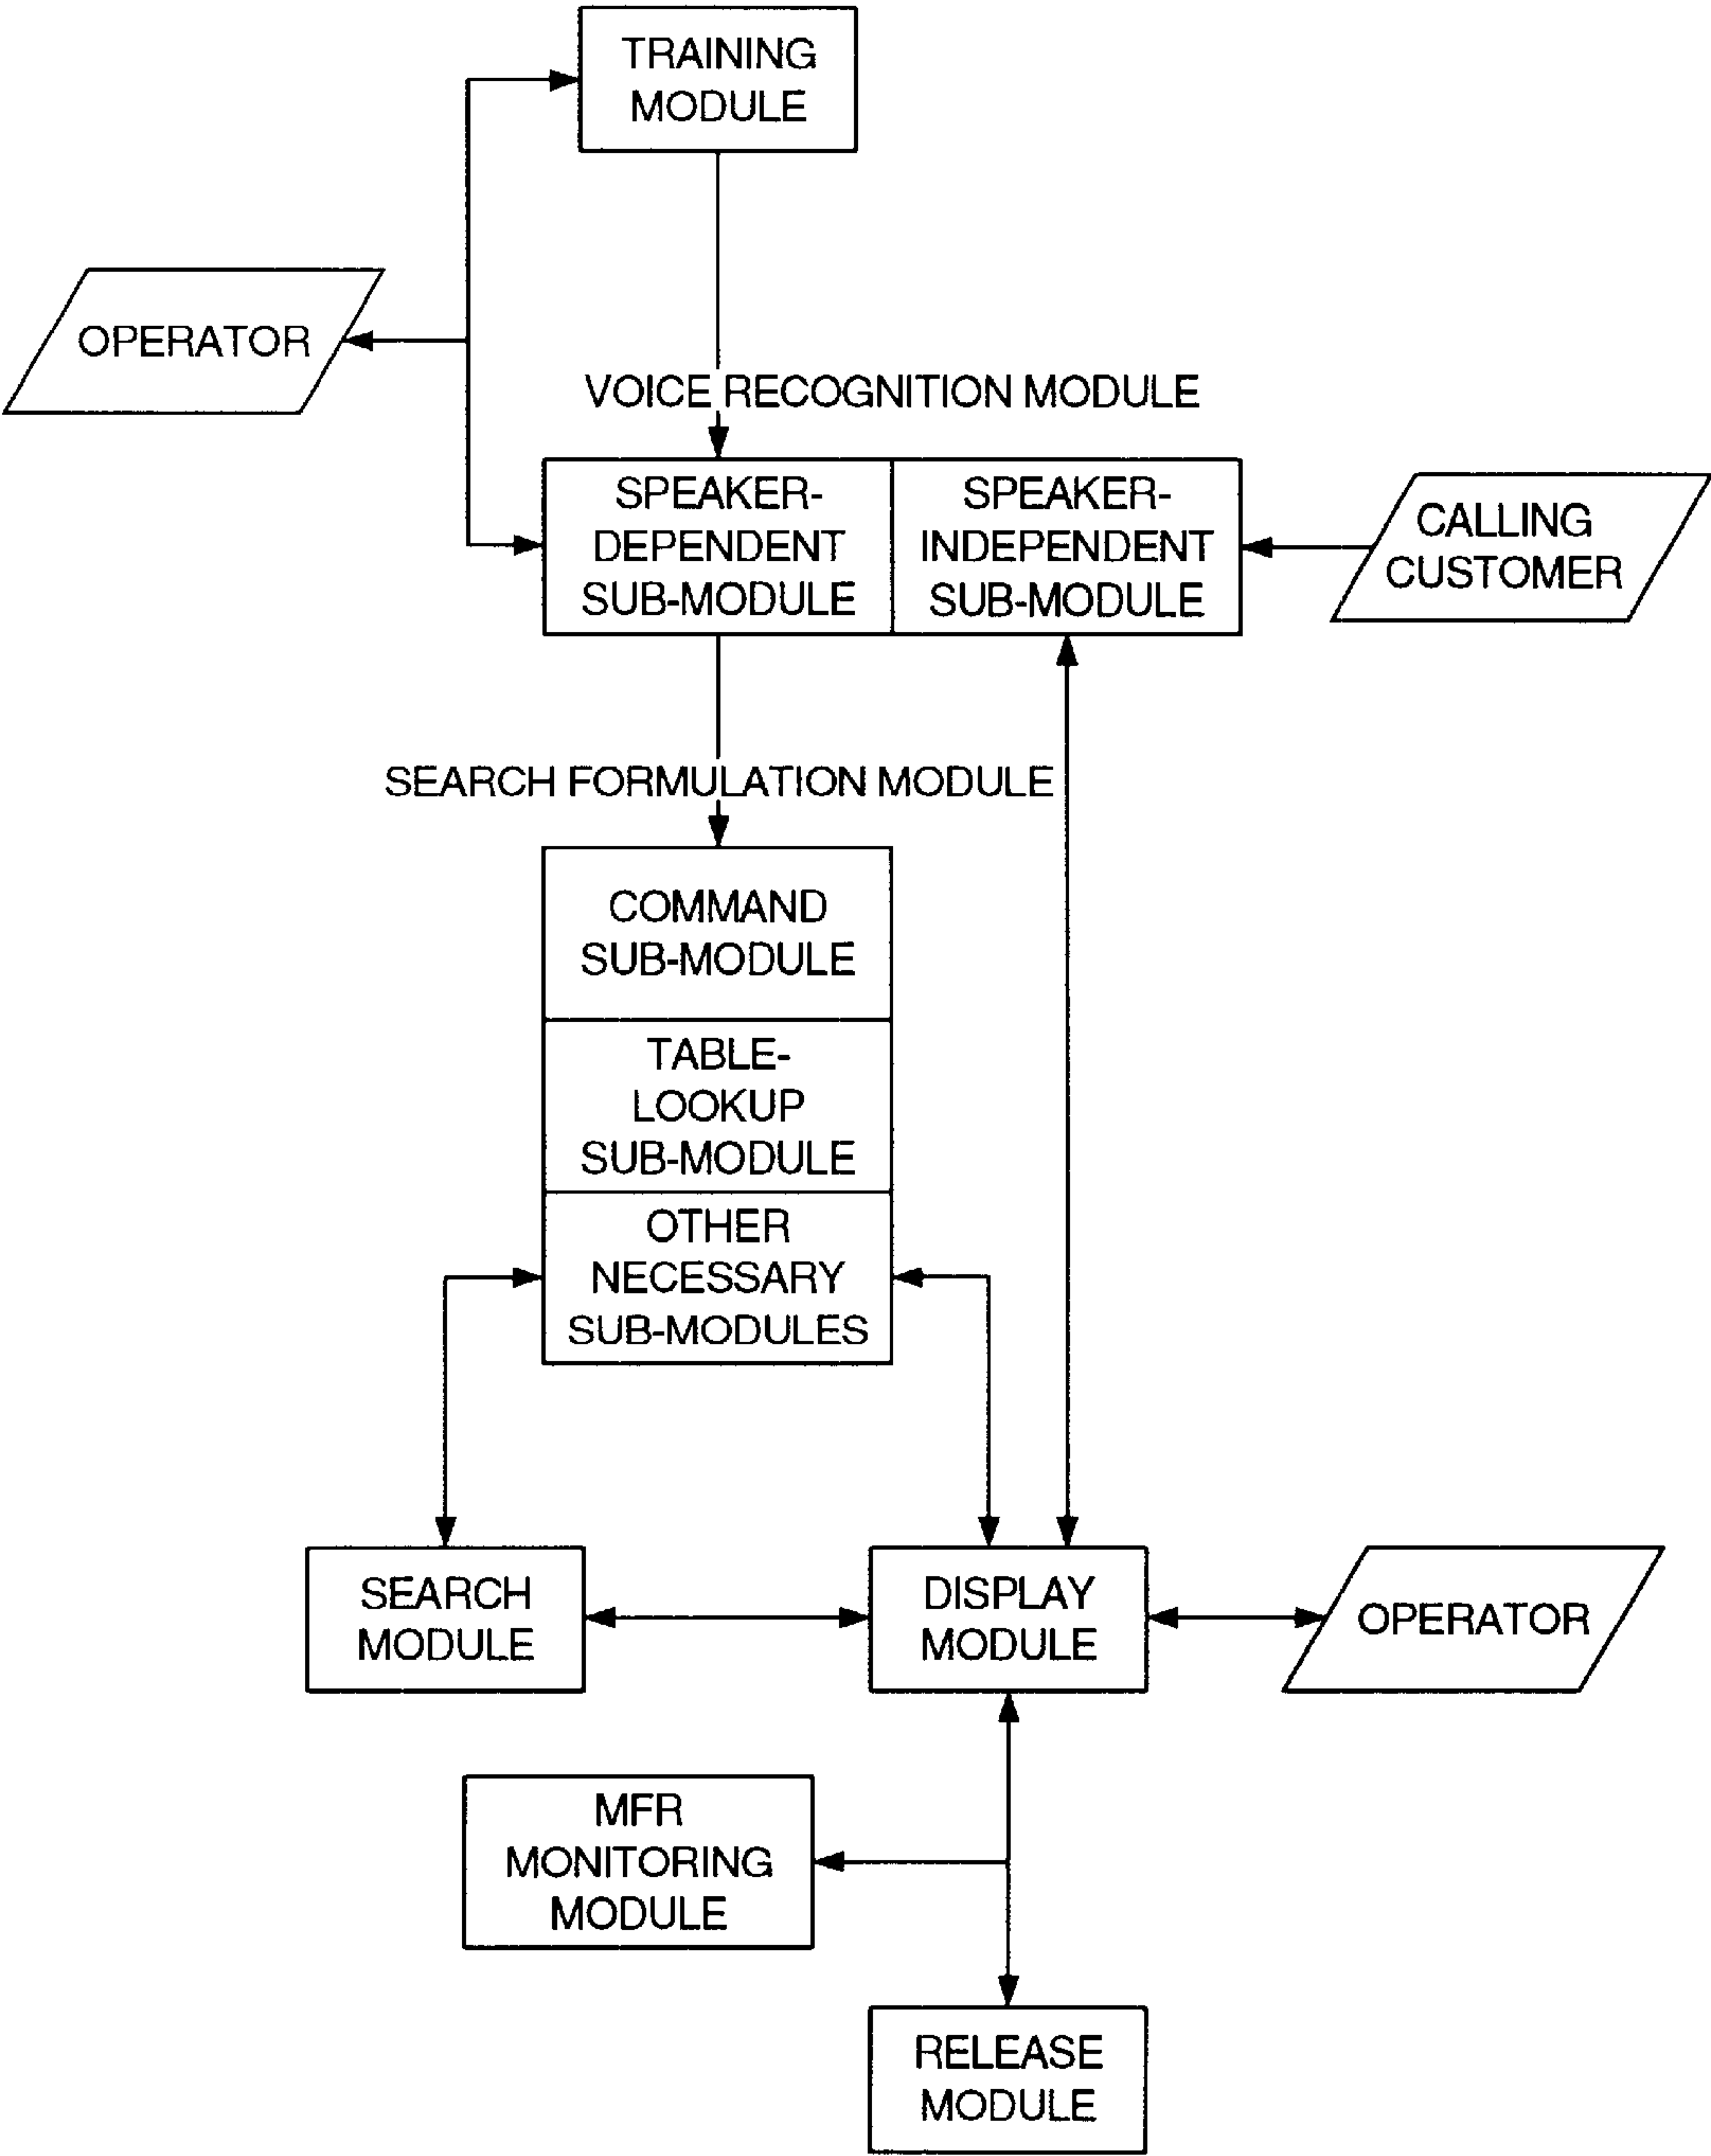 TRAINING
MODULE
OPERATOR
VOICE RECOGNITION MODULE
SPEAKER-
DEPENDENT
SUB-MODULE
SPEAKER-
INDEPENDENT
SUB-MODULE
CALLING
CUSTOMER
SEARCH FORMULATION MODULE
COMMAND
SUB-MODULE
TABLE-
LOOKUP
SUB-MODULE
OTHER
NECESSARY
SUB-MODULES
SEARCH
MODULE
DISPLAY
MODULE
OPERATOR
MFR
MONITORING
MODULE
RELEASE
MODULE